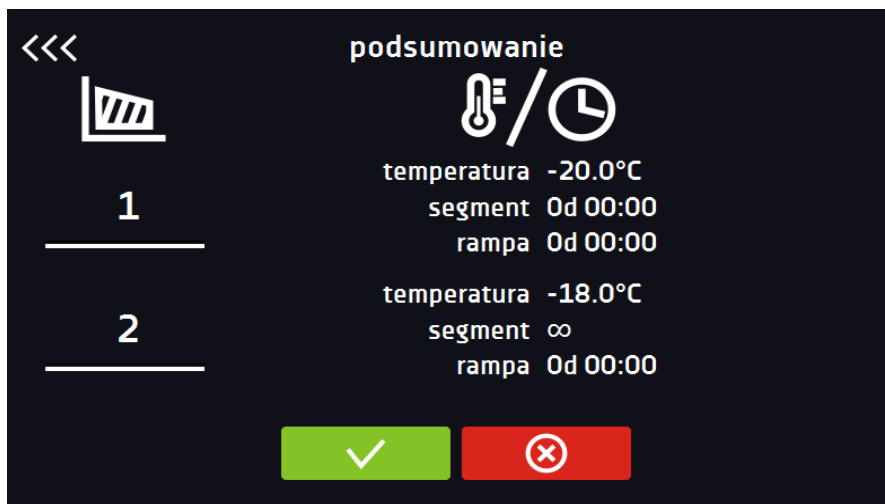 <<<
podsumowanie
1
temperatura -20.0°C
segment 0d 00:00
rampa 0d 00:00
2
temperatura -18.0°C
segment ∞
rampa 0d 00:00